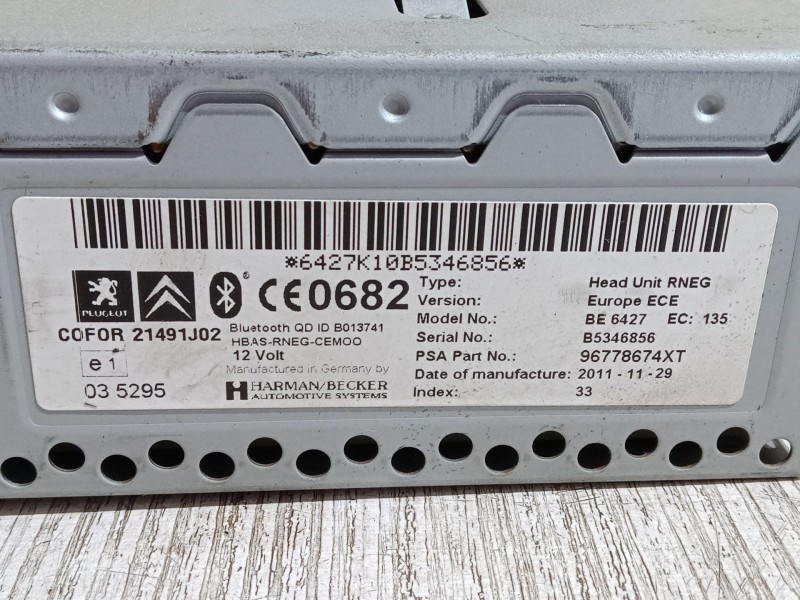 *6427K10B5346856*
PEUGEOT
CE0682
COFOR 21491J02
Bluetooth QD ID B013741
HBAS-RNEG-CEMOO
12 Volt
Manufactured in Germany by
HARMAN/BECKER
AUTOMOTIVE SYSTEMS
e1
03 5295
Type: Head Unit RNEG
Version: Europe ECE
Model No.: BE 6427 EC: 135
Serial No.: B5346856
PSA Part No.: 96778674XT
Date of manufacture: 2011-11-29
Index: 33